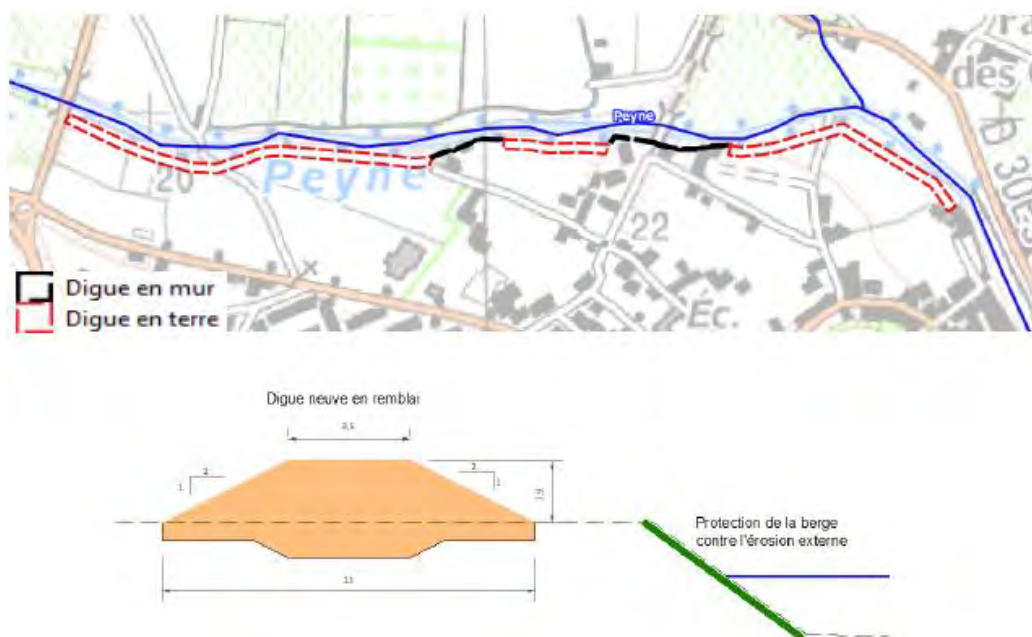 Peyne
des
D 30E5
20
Peyne
22
Éc.
Digue en mur
Digue en terre
Digue neuve en remblai
2
2
1
1
Protection de la berge
contre l'érosion externe